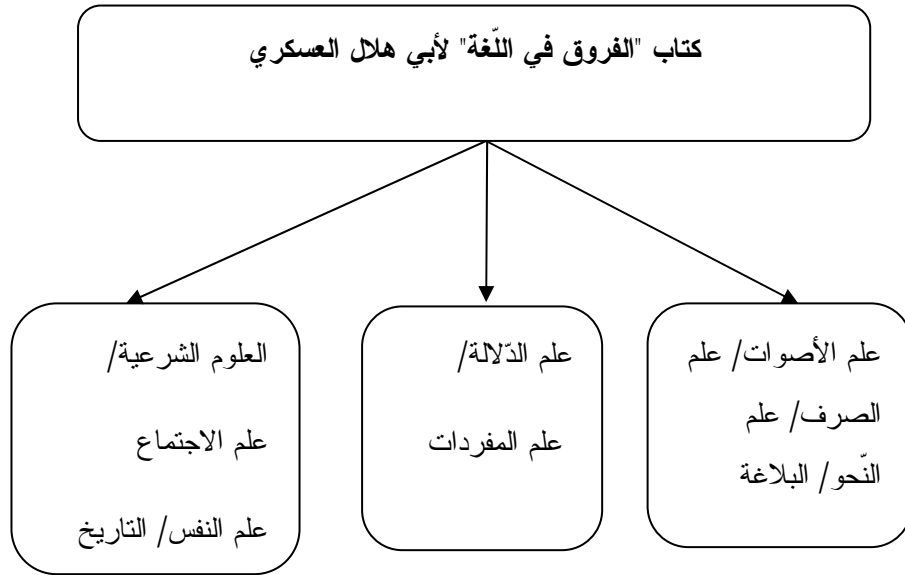 كتاب "الفروق في اللّغة" لأبي هلال العسكري
علم الأصوات/ علم
الصرف/ علم
النّحو/ البلاغة
علم الدّلالة/
علم المفردات
العلوم الشرعية/
علم الاجتماع
علم النفس/ التاريخ